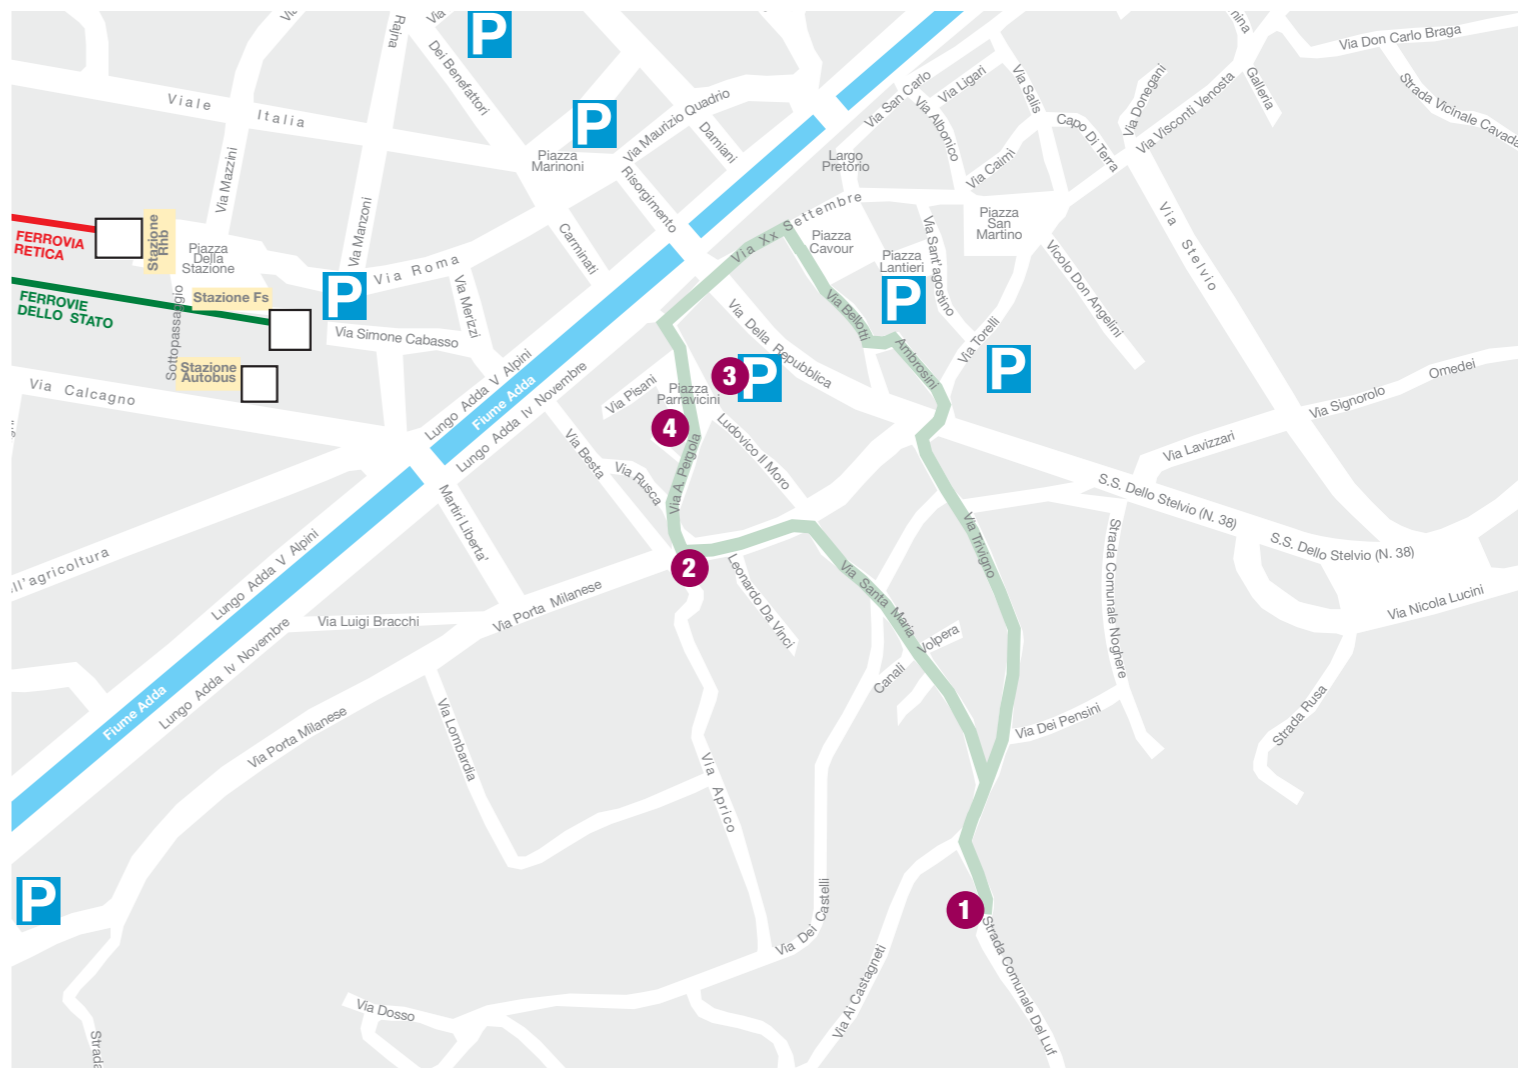 Rajna
Via
Via
P
Dei Benefattori
Viale Italia
P
Via Maurizio Quadrio
Damiani
Piazza
Marinoni
Risorgimento
Via Mazzini
Via Manzoni
Carminati
Via San Carlo
Via Ligari
Via Albonico
Via Salis
Capo Di Terra
Via Donegani
Via Visconti Venosta
Galleria
Via Don Carlo Braga
Strada Vicinale Cavada
Largo
Pretorio
Via Caimi
Via Xx Settembre
Piazza
Cavour
Piazza
San
Martino
Piazza
Lantieri
P
Via Sant'agostino
Vicolo Don Angelini
Via Stelvio
FERROVIA
RETICA
Stazione
Rhb
Piazza
Della
Stazione
FERROVIE
DELLO STATO
Stazione Fs
Sottopassaggio
Stazione
Autobus
P
Via Roma
Via Merizzi
Via Simone Cabasso
Via Calcagno
Lungo Adda V Alpini
Fiume Adda
Lungo Adda Iv Novembre
Via Della Repubblica
Via Bellotti
Ambrosini
Via Torelli
P
3
P
Via Pisani
Piazza
Parravicini
4
Ludovico Il Moro
Via A. Pergola
Via Besta
Via Rusca
Martiri Liberta'
Via Signorolo
Omedei
Via Lavizzari
S.S. Dello Stelvio (N. 38)
S.S. Dello Stelvio (N. 38)
Strada Comunale Noghere
Via Trivigno
Via Nicola Lucini
Strada Rusa
2
Leonardo Da Vinci
Via Santa Maria
Volpera
Canali
Via Dei Pensini
ll'agricoltura
Lungo Adda V Alpini
Lungo Adda Iv Novembre
Fiume Adda
Via Luigi Bracchi
Via Porta Milanese
Via Porta Milanese
Via Lombardia
Via Aprico
P
Via Dei Castelli
1
Strada Comunale Del Luf
Via Ai Castagneti
Via Dosso
Strada